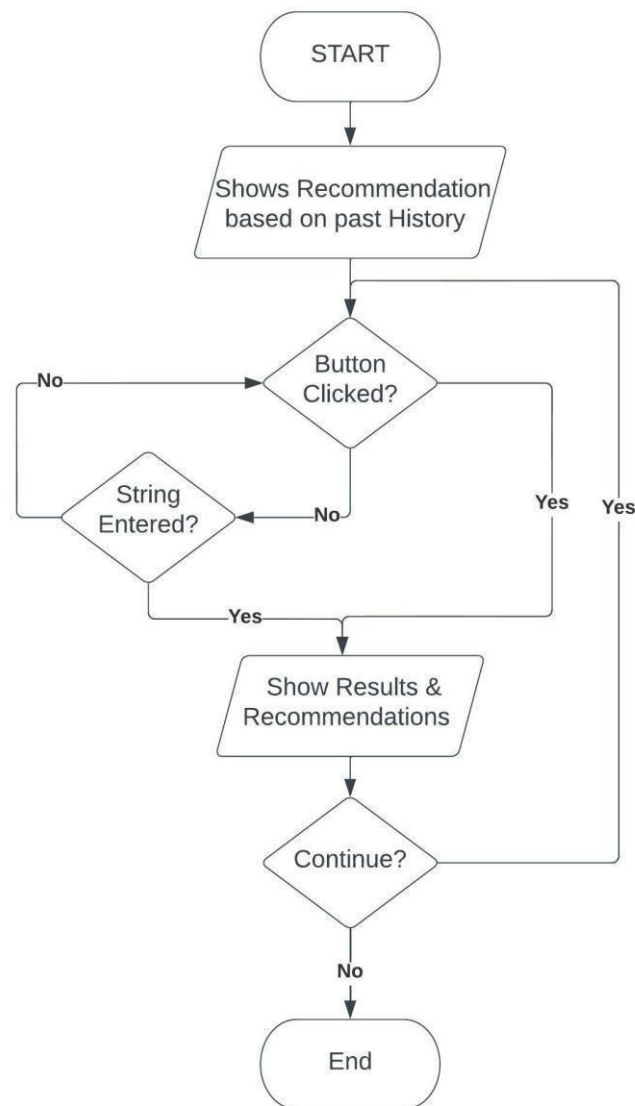 START
Shows Recommendation
based on past History
Button
Clicked?
No
String
Entered?
No
Yes
Yes
Yes
Show Results &
Recommendations
Continue?
No
End